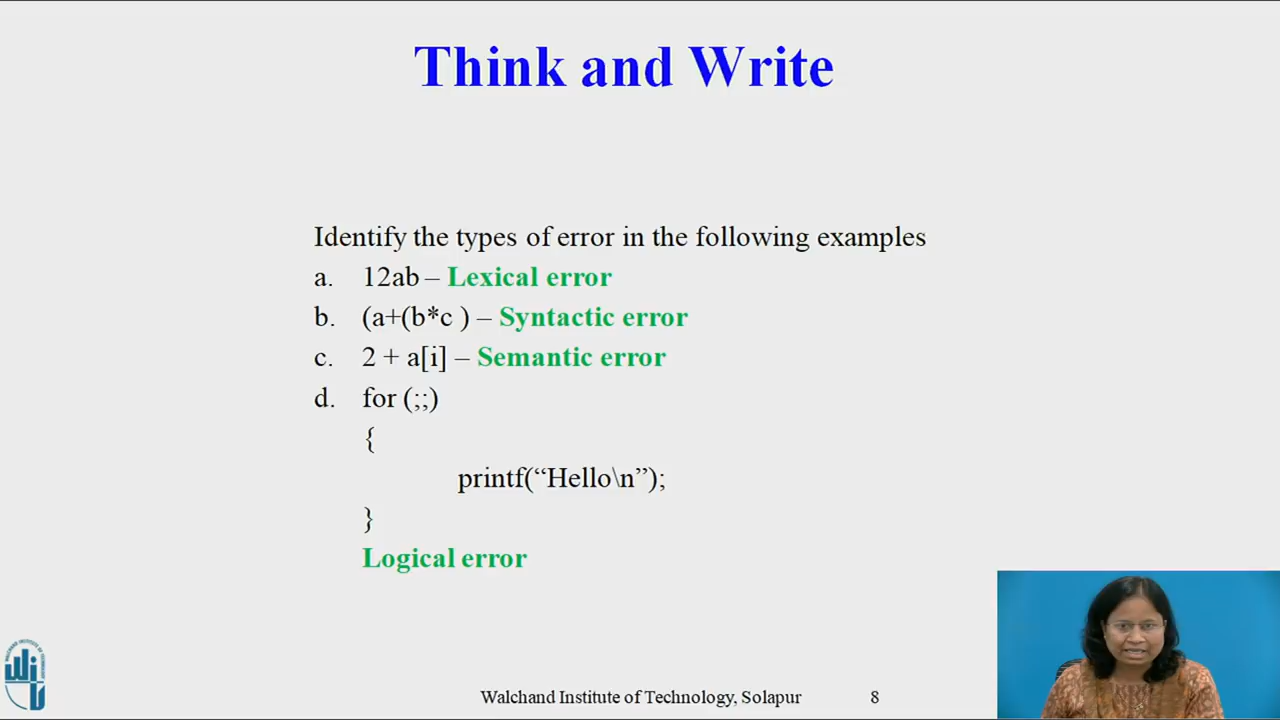 Think and Write
Identify the types of error in the following examples
a. 12ab – Lexical error
b. (a+(b*c ) – Syntactic error
c. 2 + a[i] – Semantic error
d. for (;;)
{
printf(“Hello\n”);
}
Logical error
Walchand Institute of Technology, Solapur 8